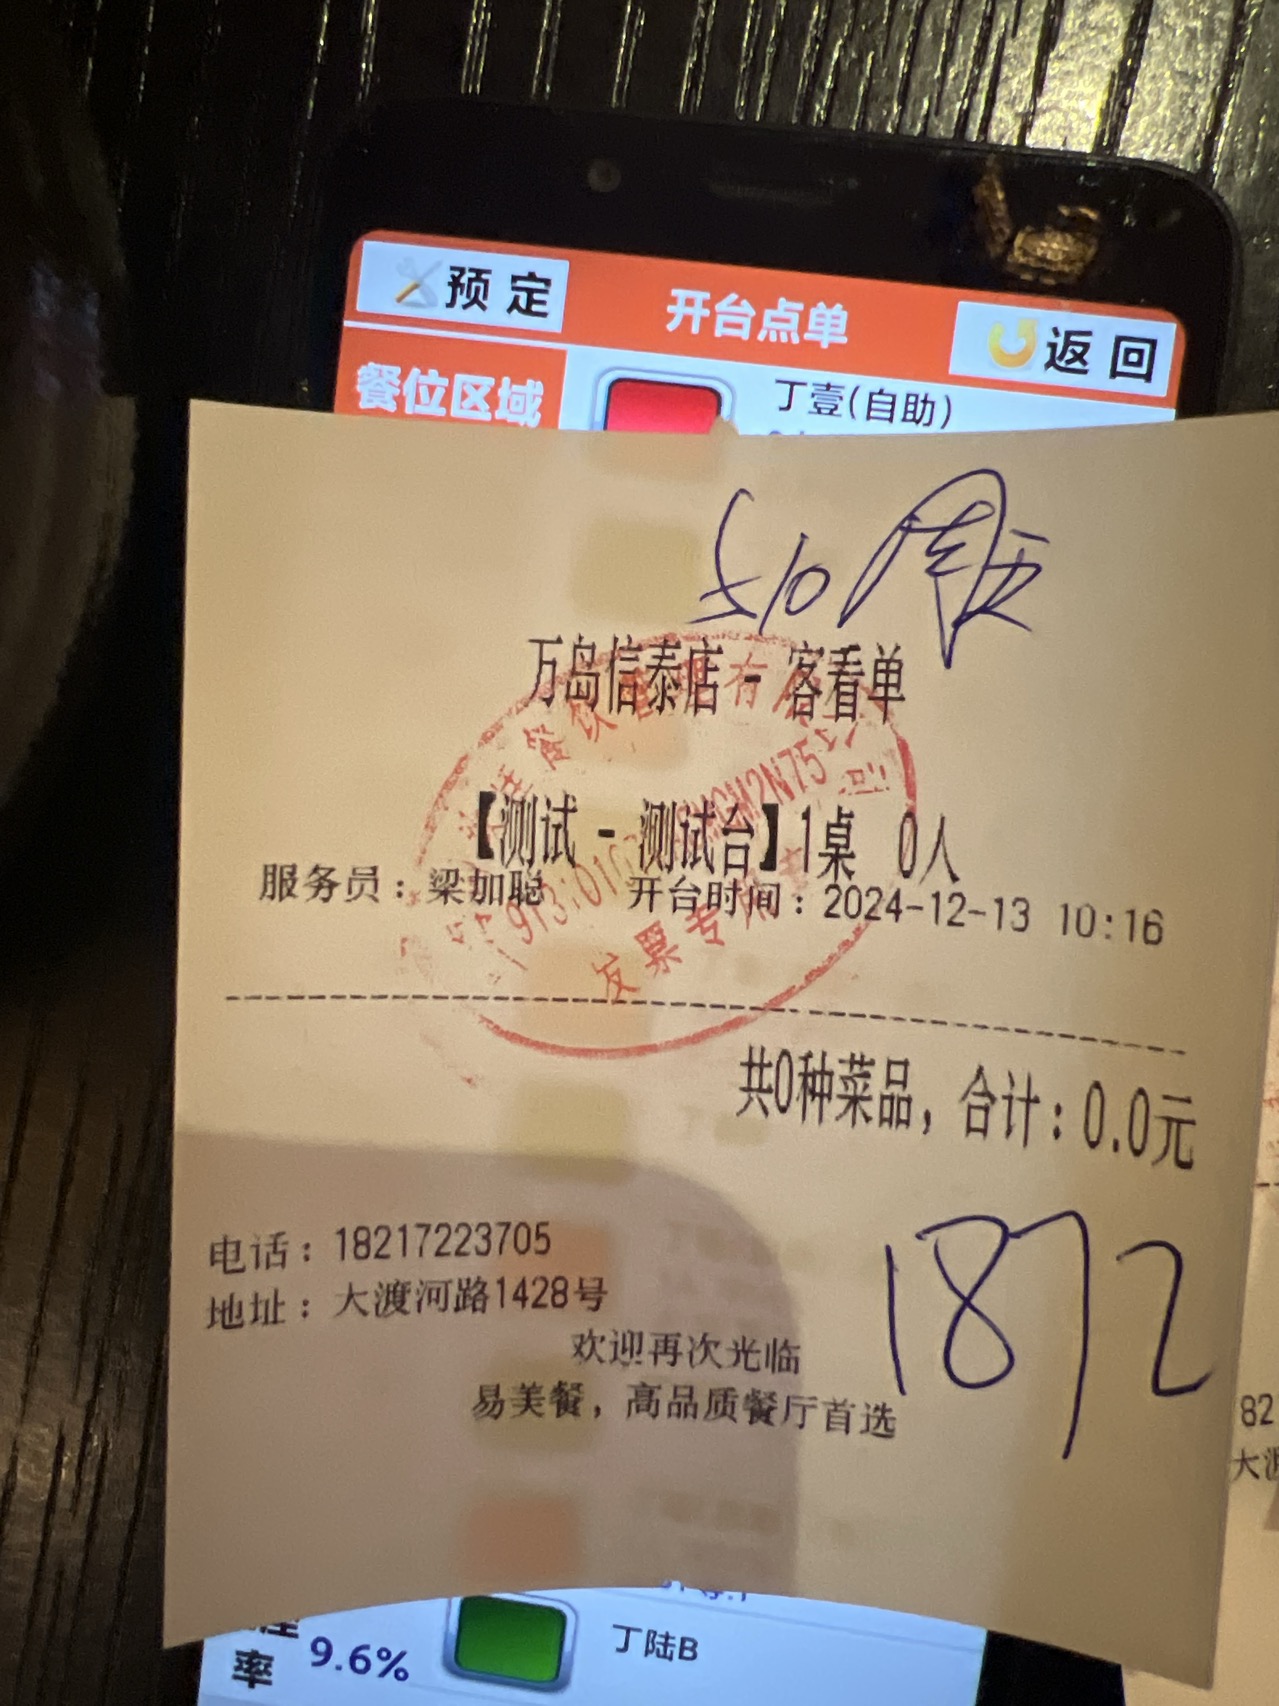 预定
开台点单
返回
餐位区域
丁壹(自助)
万岛信泰店 - 客看单
【测试 - 测试台】1桌 0人
服务员：梁加聪 开台时间：2024-12-13 10:16
发票专用
共0种菜品，合计：0.0元
电话：18217223705
地址：大渡河路1428号
1872
欢迎再次光临
易美餐，高品质餐厅首选
82
大渡
率 9.6%
丁陆B